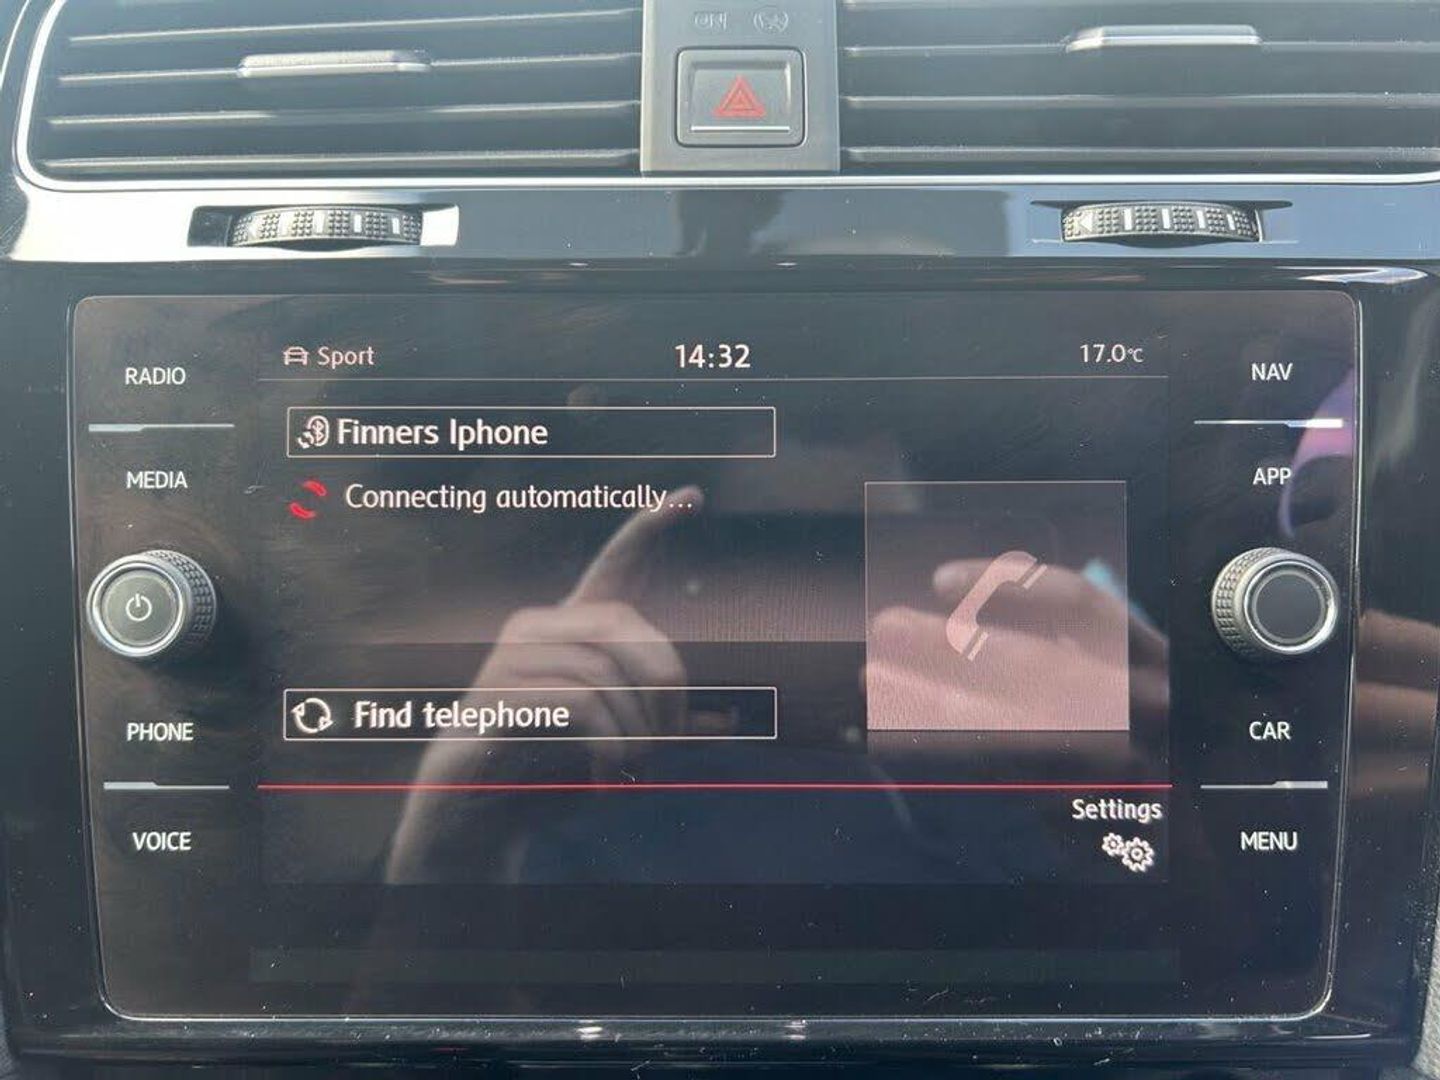 RADIO
MEDIA
PHONE
VOICE
Sport
14:32
17.0°C
Finners Iphone
Connecting automatically...
Find telephone
Settings
NAV
APP
CAR
MENU